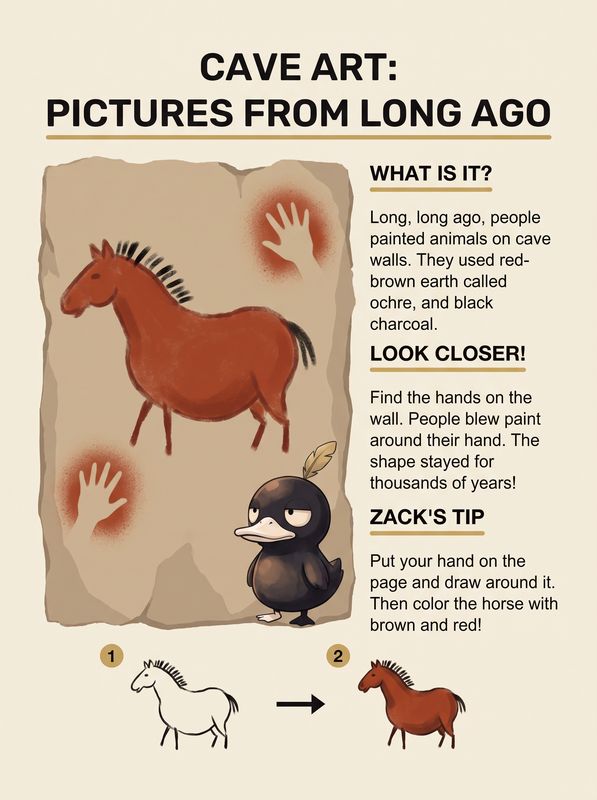 CAVE ART:
PICTURES FROM LONG AGO
WHAT IS IT?
Long, long ago, people
painted animals on cave
walls. They used red-
brown earth called
ochre, and black
charcoal.
LOOK CLOSER!
Find the hands on the
wall. People blew paint
around their hand. The
shape stayed for
thousands of years!
ZACK'S TIP
Put your hand on the
page and draw around it.
Then color the horse with
brown and red!
1
2